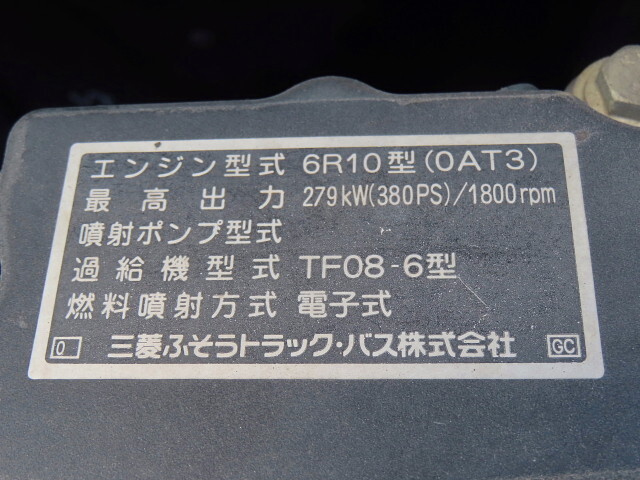 エンジン型式 6R10型(0AT3)
最高出力 279kW(380PS)/1800rpm
噴射ポンプ型式
過給機型式 TF08-6型
燃料噴射方式 電子式
0 三菱ふそうトラック・バス株式会社 GC